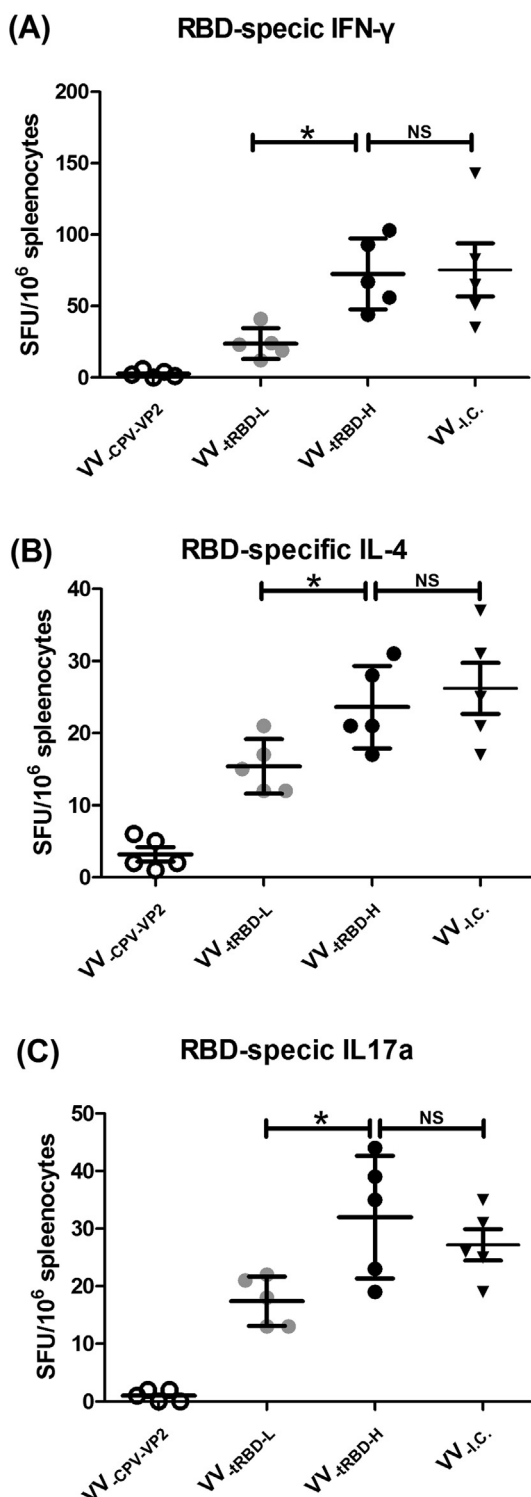 (A)
RBD-specic IFN-γ
SFU/10⁶ spleenocytes
200
150
100
50
0
*
NS
VV-CPV-VP2
VV-tRBD-L
VV-tRBD-H
VV-I.C.
(B)
RBD-specific IL-4
SFU/10⁶ spleenocytes
40
30
20
10
0
*
NS
VV-CPV-VP2
VV-tRBD-L
VV-tRBD-H
VV-I.C.
(C)
RBD-specic IL17a
SFU/10⁶ spleenocytes
50
40
30
20
10
0
*
NS
VV-CPV-VP2
VV-tRBD-L
VV-tRBD-H
VV-I.C.